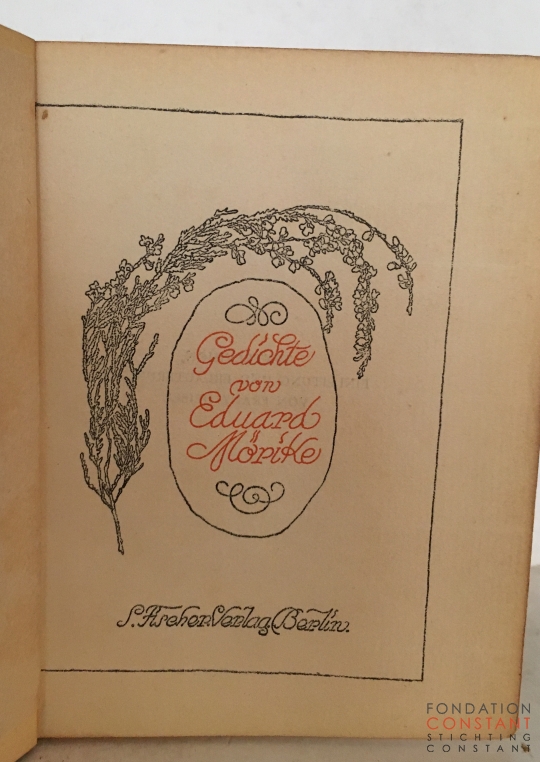 Gedichte
von
Eduard
Mörike
S. Fischer Verlag, Berlin.
FONDATION
CONSTANT
STICHTING
CONSTANT